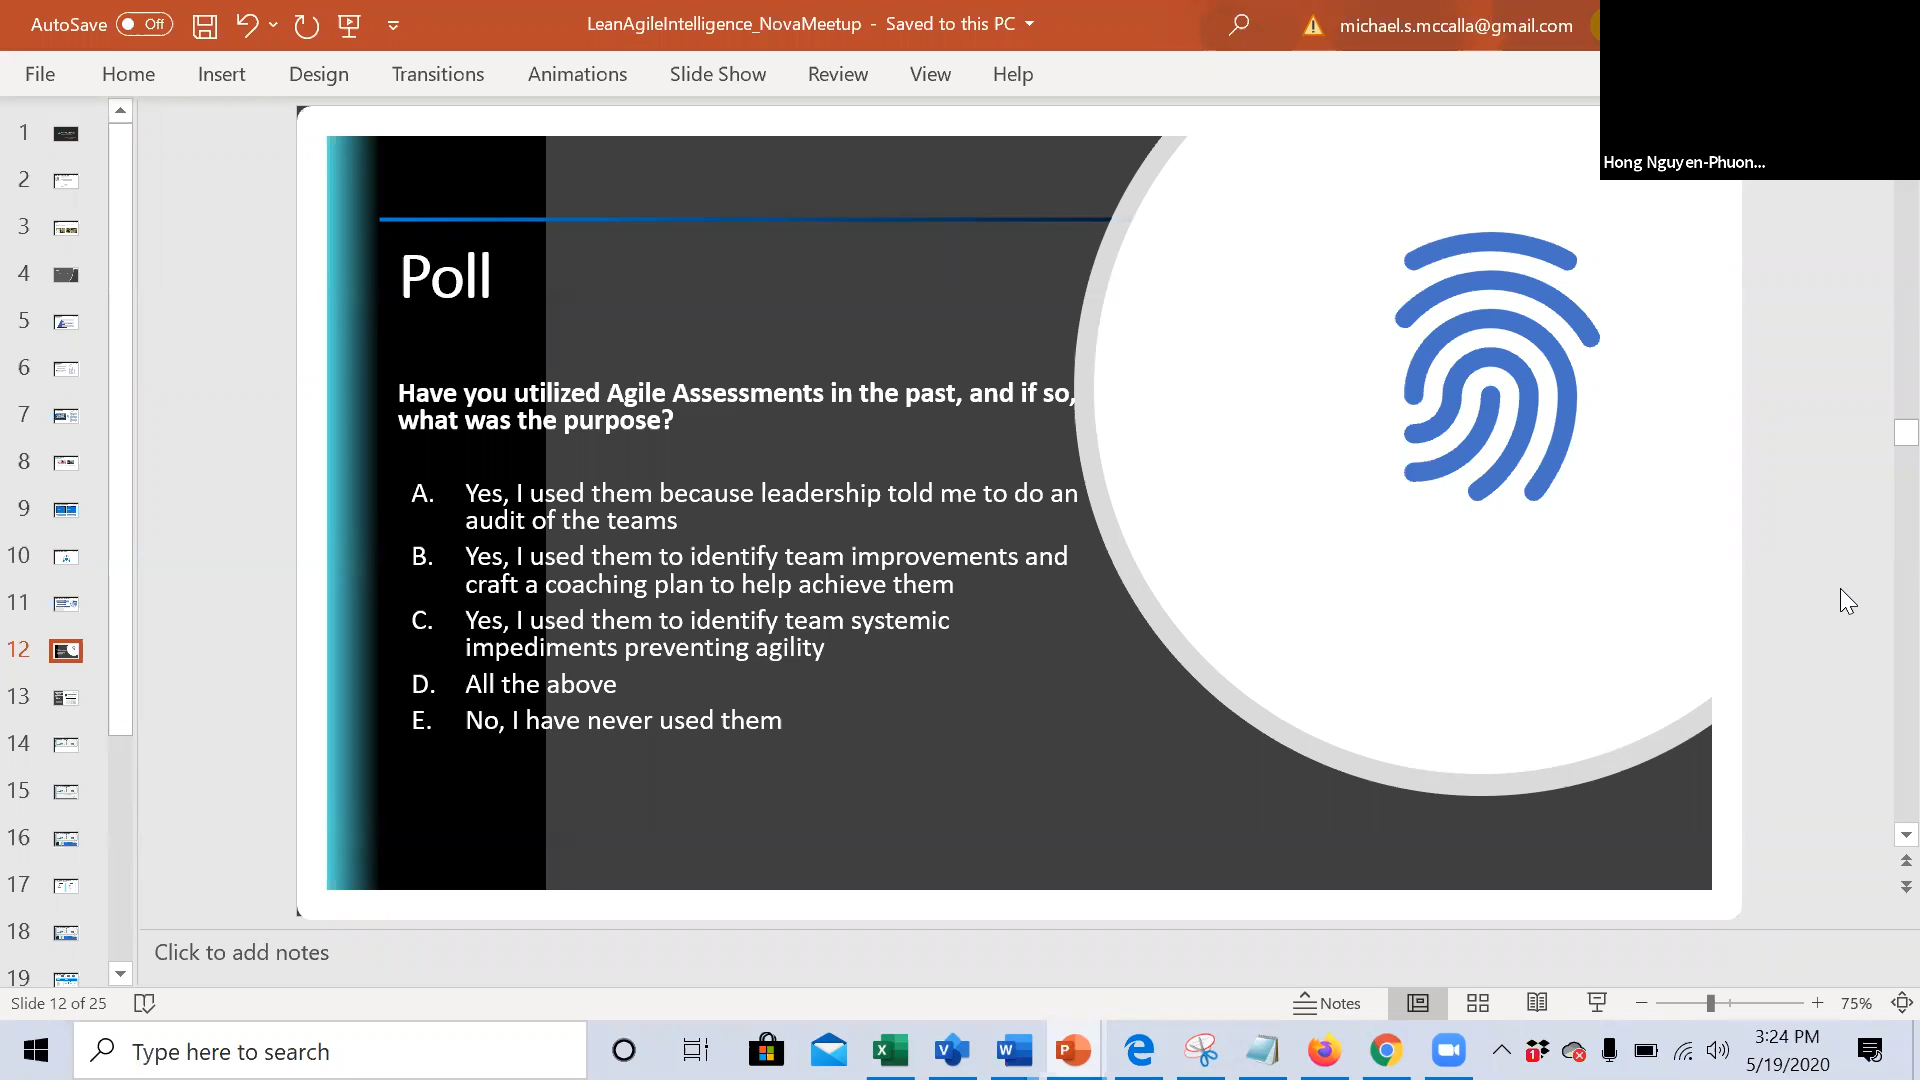 AutoSave Off LeanAgileIntelligence_NovaMeetup - Saved to this PC michael.s.mccalla@gmail.com
File Home Insert Design Transitions Animations Slide Show Review View Help
Hong Nguyen-Phuon...
1
2
3
4
5
6
7
8
9
10
11
12
13
14
15
16
17
18
19
Poll
Have you utilized Agile Assessments in the past, and if so,
what was the purpose?
A. Yes, I used them because leadership told me to do an
audit of the teams
B. Yes, I used them to identify team improvements and
craft a coaching plan to help achieve them
C. Yes, I used them to identify team systemic
impediments preventing agility
D. All the above
E. No, I have never used them
Click to add notes
Slide 12 of 25 Notes 75%
Type here to search
3:24 PM
5/19/2020